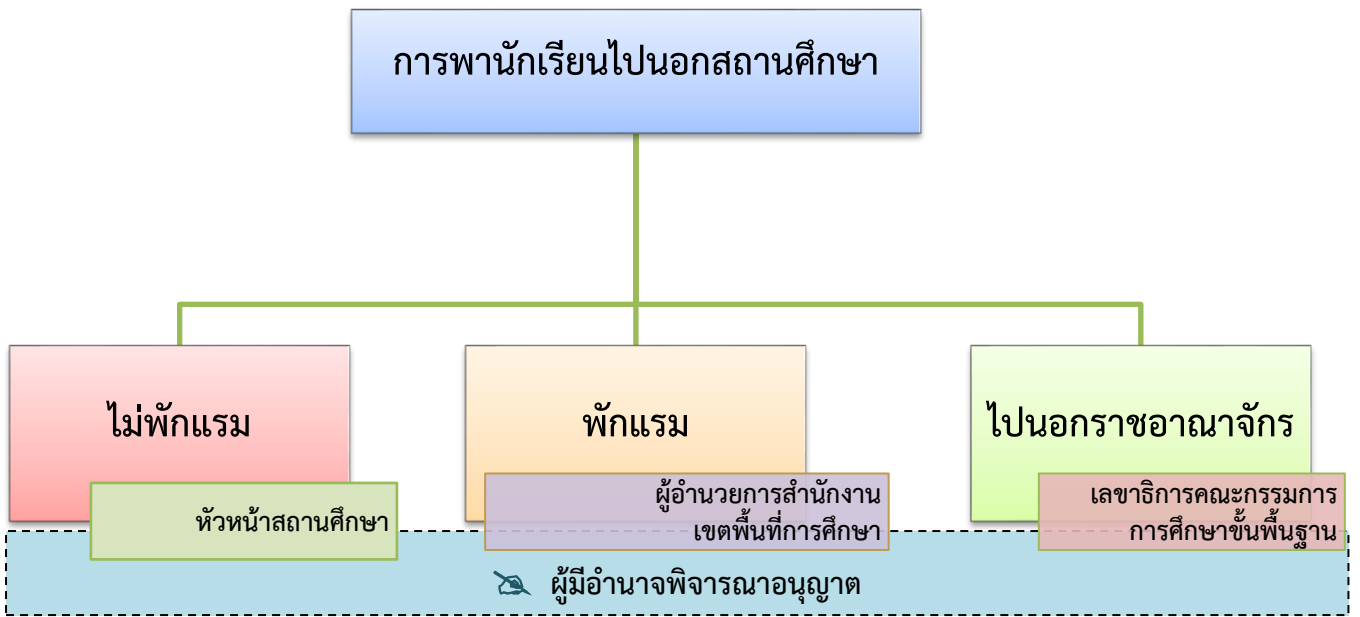 การพานักเรียนไปนอกสถานศึกษา
ไม่พักแรม
พักแรม
ไปนอกราชอาณาจักร
หัวหน้าสถานศึกษา
ผู้อำนวยการสำนักงาน
เขตพื้นที่การศึกษา
เลขาธิการคณะกรรมการ
การศึกษาขั้นพื้นฐาน
ผู้มีอำนาจพิจารณาอนุญาต